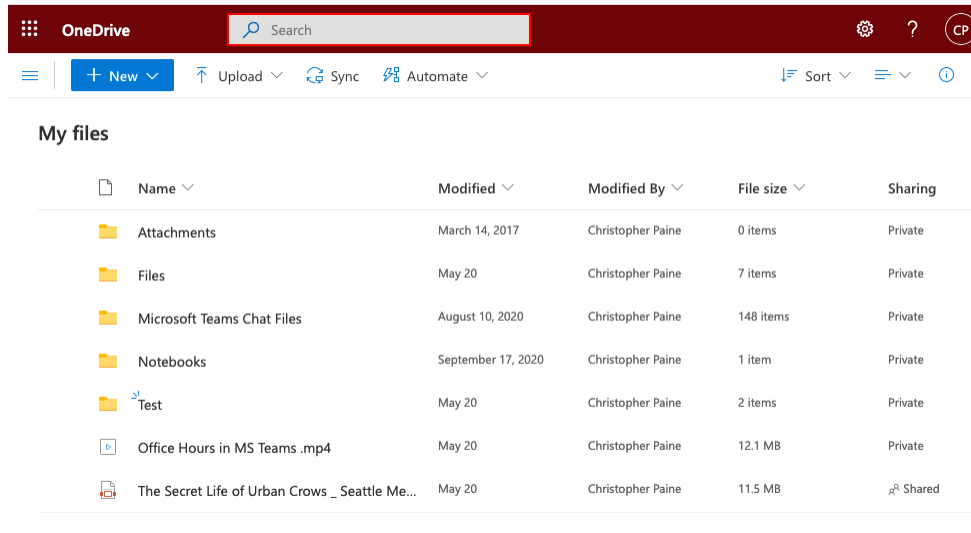 OneDrive Search ? CP
New Upload Sync Automate Sort
My files
Name Modified Modified By File size Sharing
Attachments March 14, 2017 Christopher Paine 0 items Private
Files May 20 Christopher Paine 7 items Private
Microsoft Teams Chat Files August 10, 2020 Christopher Paine 148 items Private
Notebooks September 17, 2020 Christopher Paine 1 item Private
Test May 20 Christopher Paine 2 items Private
Office Hours in MS Teams .mp4 May 20 Christopher Paine 12.1 MB Private
The Secret Life of Urban Crows _ Seattle Me... May 20 Christopher Paine 11.5 MB Shared